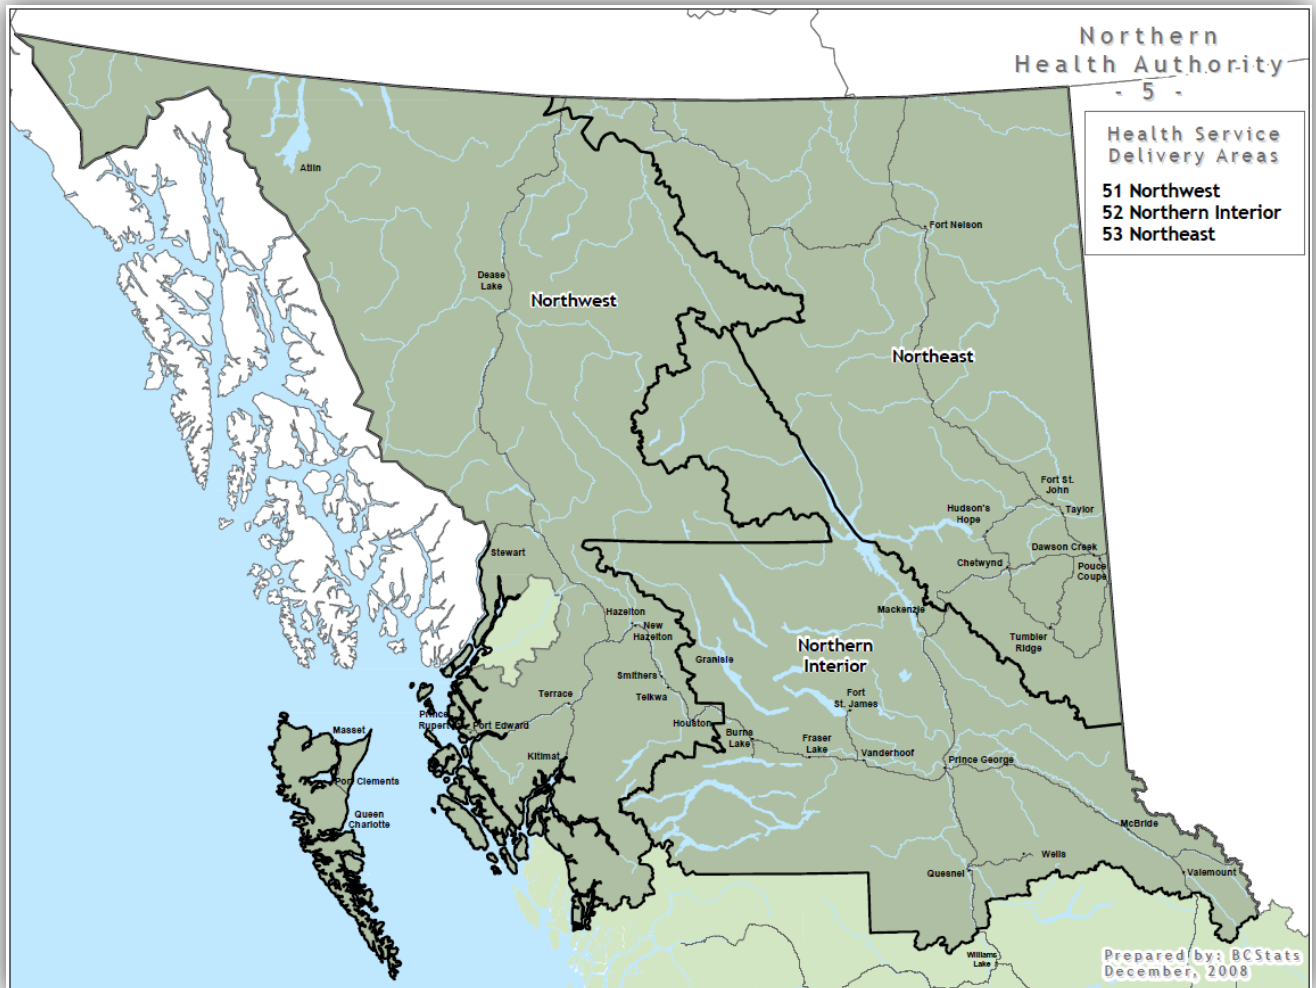 Northern
Health Authority
- 5 -
Health Service
Delivery Areas
51 Northwest
52 Northern Interior
53 Northeast
Atlin
Fort Nelson
Dease
Lake
Northwest
Northeast
Fort St.
John
Hudson's
Hope
Taylor
Stewart
Dawson Creek
Chetwynd
Pouce
Coupe
Hazelton
New
Hazelton
Mackenzie
Tumbler
Ridge
Northern
Interior
Granisle
Smithers
Telkwa
Terrace
Fort
St. James
Prince
Rupert
Port Edward
Houston
Burns
Lake
Fraser
Lake
Vanderhoof
Prince George
Masset
Kitimat
Port Clements
Queen
Charlotte
McBride
Wells
Quesnel
Valemount
Williams
Lake
Prepared by: BCStats
December, 2008